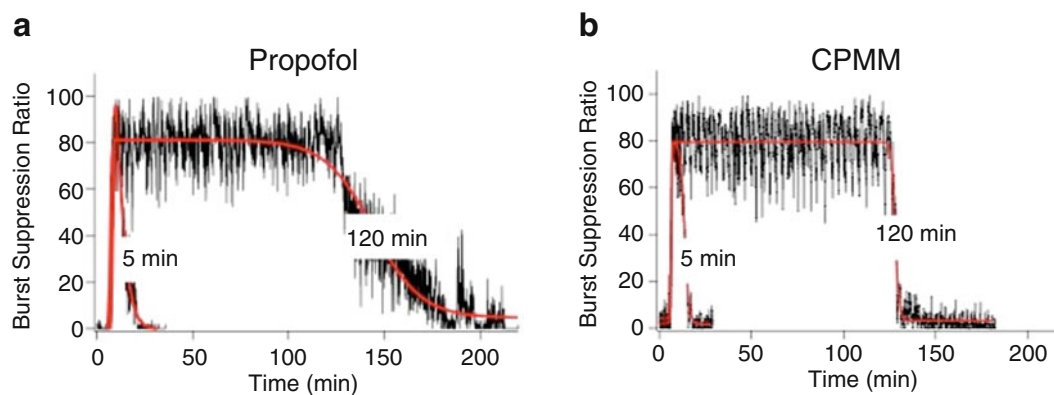 a
Propofol
Burst Suppression Ratio
100
80
60
40
20
0
5 min
120 min
0 50 100 150 200
Time (min)
b
CPMM
Burst Suppression Ratio
100
80
60
40
20
0
5 min
120 min
0 50 100 150 200
Time (min)